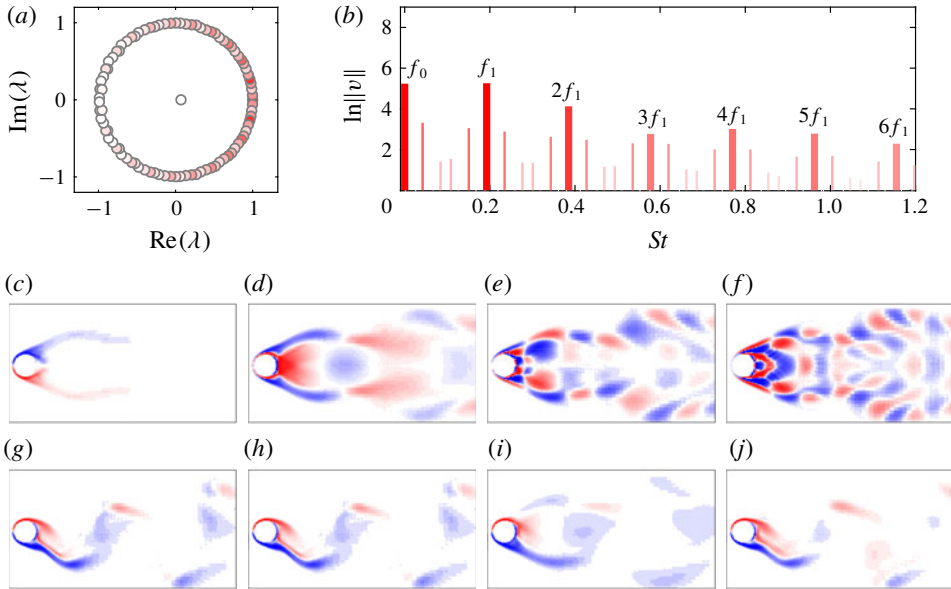 (a)
1
0
−1
Im(λ)
−1
0
1
Re(λ)
(b)
8
6
4
2
ln‖v‖
f₀
f₁
2f₁
3f₁
4f₁
5f₁
6f₁
0
0.2
0.4
0.6
0.8
1.0
1.2
St
(c)
(d)
(e)
(f)
(g)
(h)
(i)
(j)